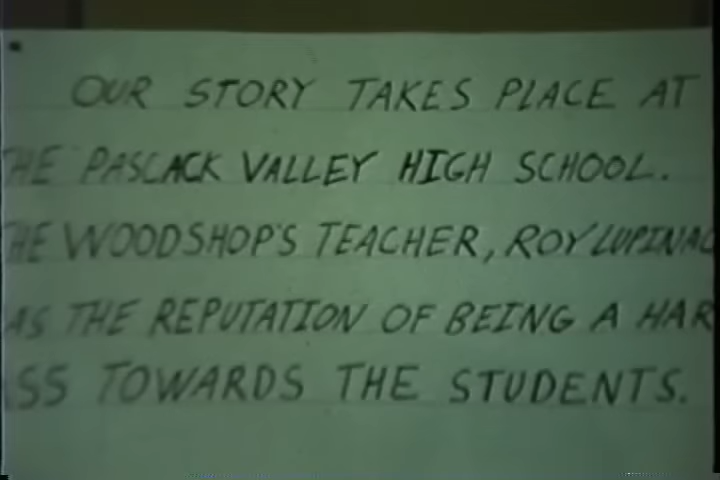 OUR STORY TAKES PLACE AT
HE PASCACK VALLEY HIGH SCHOOL.
HE WOODSHOP'S TEACHER, ROY LUPINAC
AS THE REPUTATION OF BEING A HAR
SS TOWARDS THE STUDENTS.